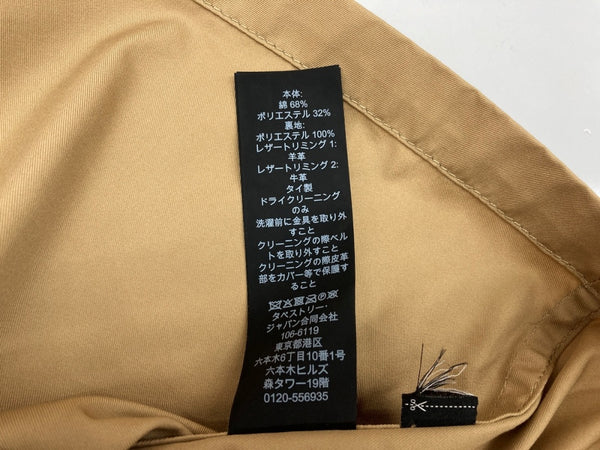 本体:
綿 68%
ポリエステル 32%
裏地:
ポリエステル 100%
レザートリミング 1:
羊革
レザートリミング 2:
牛革
タイ製
ドライクリーニング
のみ
洗濯前に金具を取り外
すこと
クリーニングの際ベル
トを取り外すこと
クリーニングの際皮革
部をカバー等で保護す
ること
タペストリー・
ジャパン合同会社
106-6119
東京都港区
六本木6丁目10番1号
六本木ヒルズ
森タワー19階
0120-556935